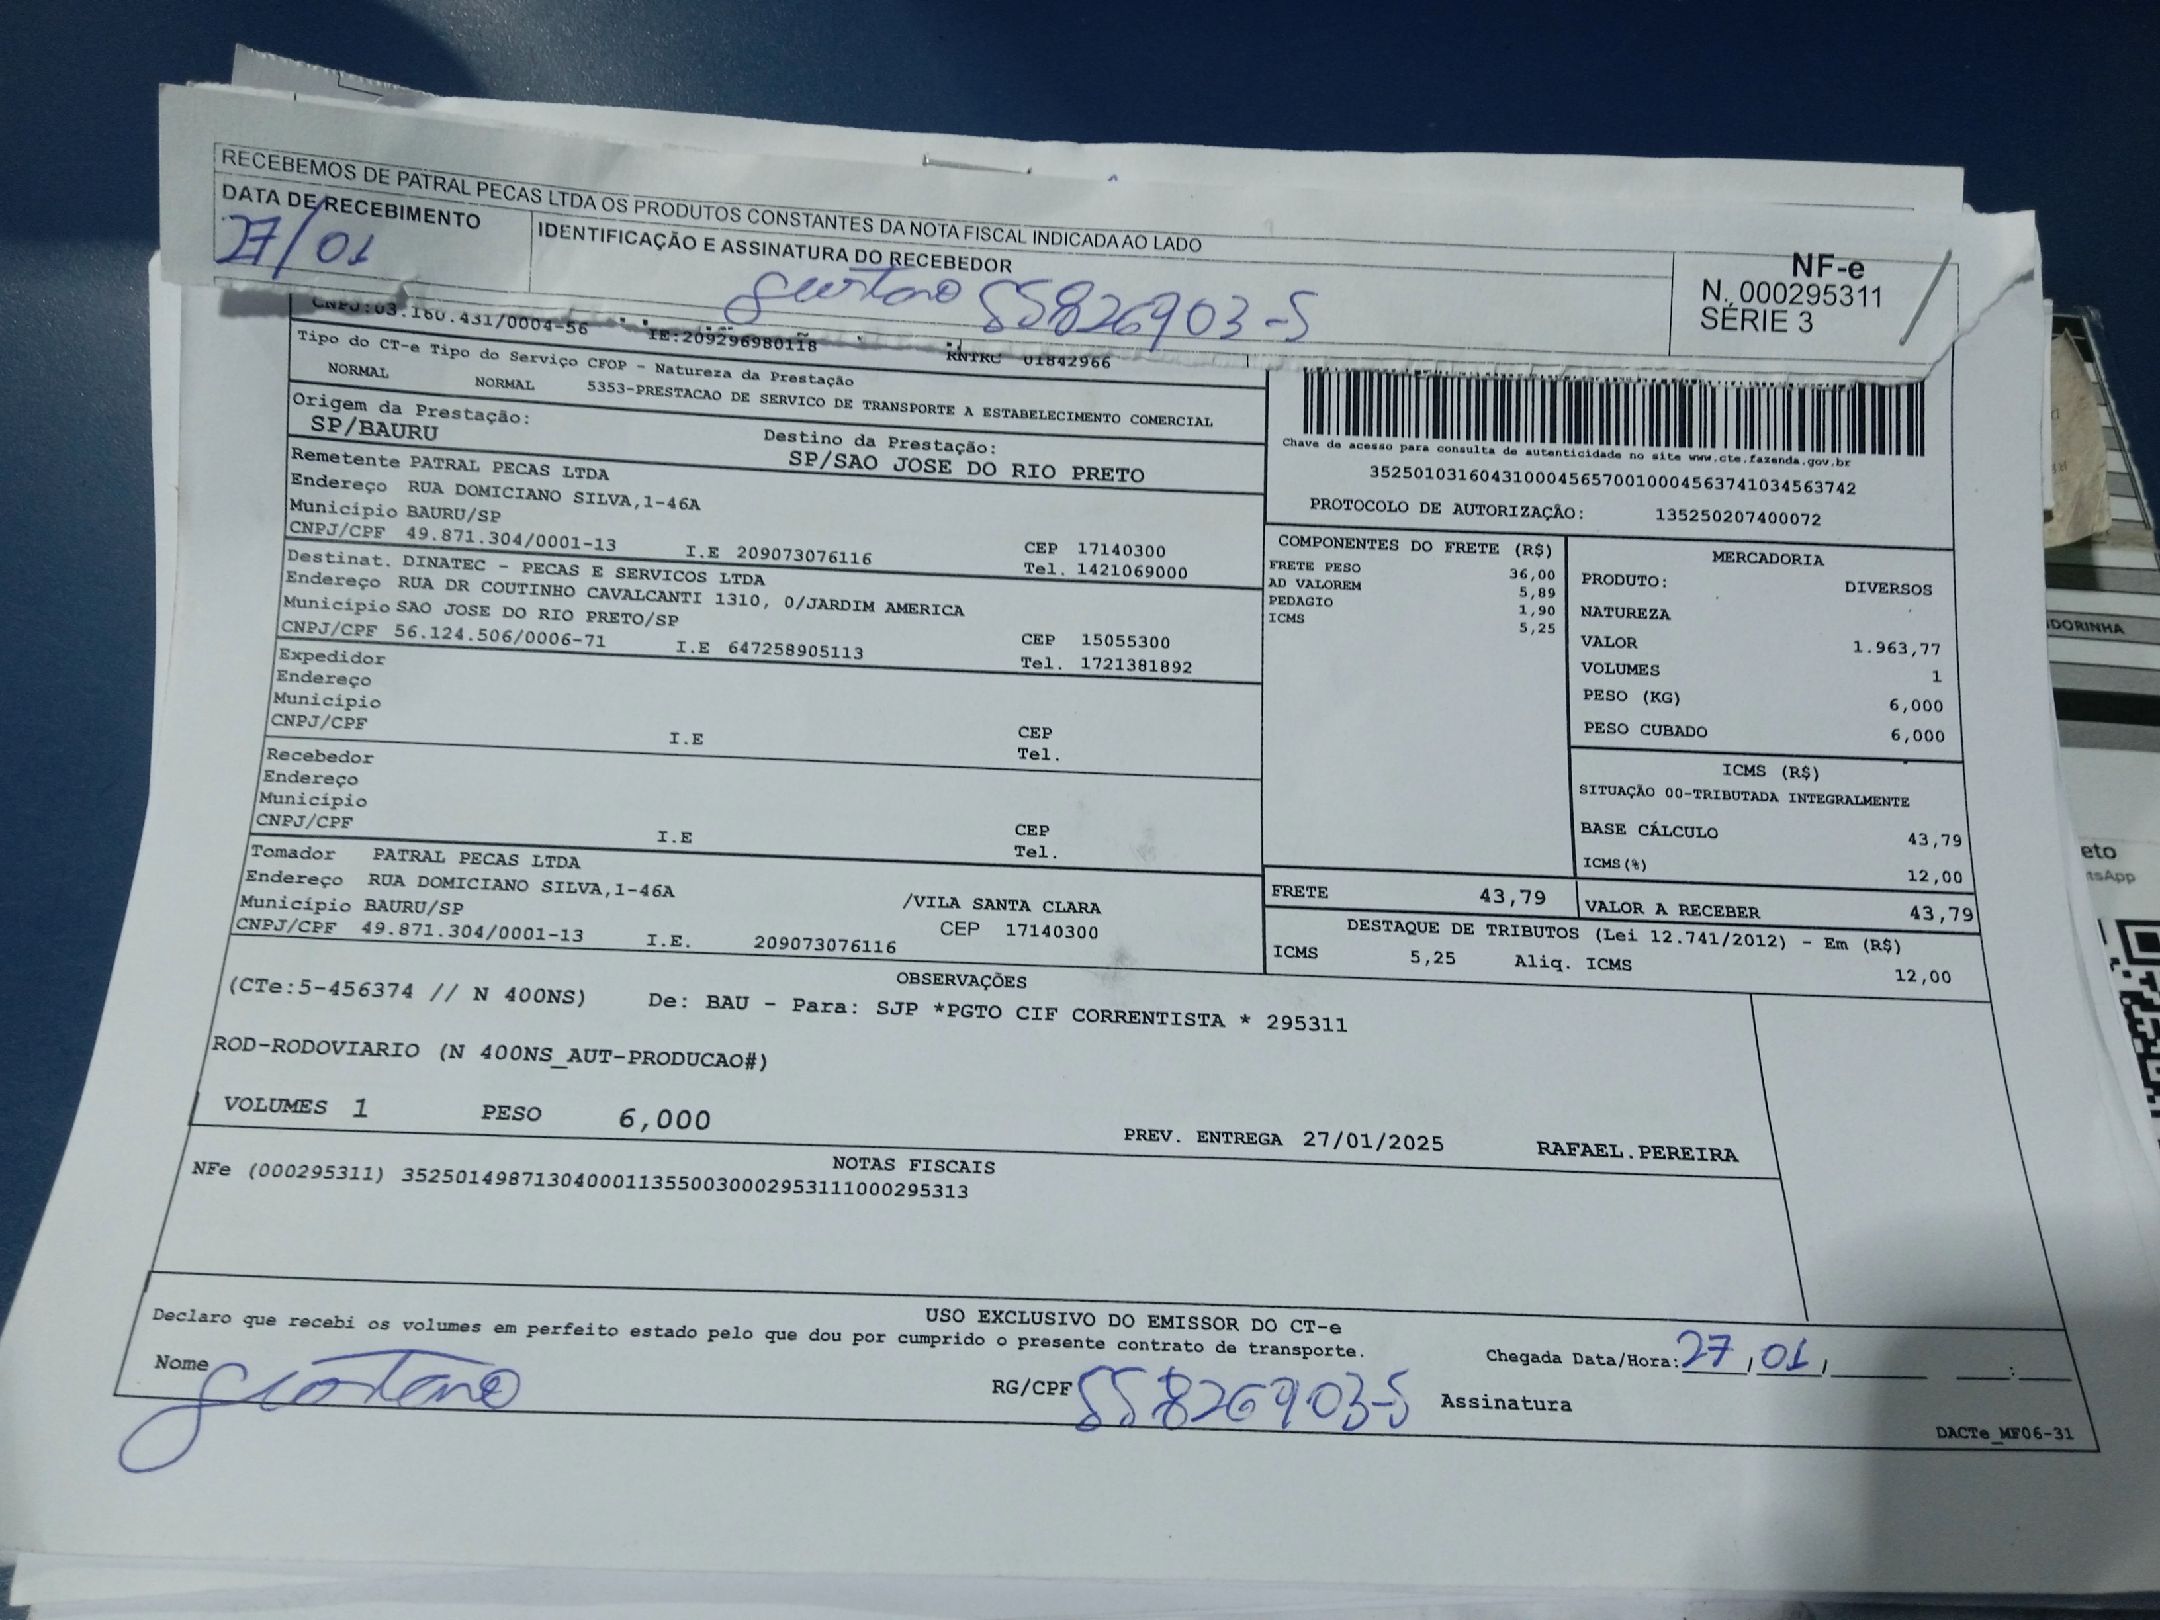 RECEBEMOS DE PATRAL PECAS LTDA OS PRODUTOS CONSTANTES DA NOTA FISCAL INDICADA AO LADO
DATA DE RECEBIMENTO
27/01
IDENTIFICAÇÃO E ASSINATURA DO RECEBEDOR
55826903-5
NF-e
N. 000295311
SÉRIE 3
CNPJ:03.160.431/0004-56 IE:209296980118 RNTRC 01842966
Tipo do CT-e Tipo do Serviço CFOP - Natureza da Prestação
NORMAL NORMAL 5353-PRESTACAO DE SERVICO DE TRANSPORTE A ESTABELECIMENTO COMERCIAL
Origem da Prestação:
SP/BAURU
Destino da Prestação:
SP/SAO JOSE DO RIO PRETO
Chave de acesso para consulta de autenticidade no site www.cte.fazenda.gov.br
35250103160431000456570010004563741034563742
PROTOCOLO DE AUTORIZAÇÃO: 135250207400072
Remetente PATRAL PECAS LTDA
Endereço RUA DOMICIANO SILVA,1-46A
Município BAURU/SP
CEP 17140300
CNPJ/CPF 49.871.304/0001-13 I.E 209073076116 Tel. 1421069000
Destinat. DINATEC - PECAS E SERVICOS LTDA
Endereço RUA DR COUTINHO CAVALCANTI 1310, 0/JARDIM AMERICA
Município SAO JOSE DO RIO PRETO/SP
CEP 15055300
CNPJ/CPF 56.124.506/0006-71 I.E 647258905113 Tel. 1721381892
Expedidor
Endereço
Município
CEP
CNPJ/CPF I.E Tel.
Recebedor
Endereço
Município
CEP
CNPJ/CPF I.E Tel.
Tomador PATRAL PECAS LTDA
Endereço RUA DOMICIANO SILVA,1-46A /VILA SANTA CLARA
Município BAURU/SP CEP 17140300
CNPJ/CPF 49.871.304/0001-13 I.E. 209073076116
COMPONENTES DO FRETE (R$)
FRETE PESO 36,00
AD VALOREM 5,89
PEDAGIO 1,90
ICMS 5,25
MERCADORIA
PRODUTO: DIVERSOS
NATUREZA
VALOR 1.963,77
VOLUMES 1
PESO (KG) 6,000
PESO CUBADO 6,000
ICMS (R$)
SITUAÇÃO 00-TRIBUTADA INTEGRALMENTE
BASE CÁLCULO 43,79
ICMS(%) 12,00
FRETE 43,79 VALOR A RECEBER 43,79
DESTAQUE DE TRIBUTOS (Lei 12.741/2012) - Em (R$)
ICMS 5,25 Aliq. ICMS 12,00
OBSERVAÇÕES
(CTe:5-456374 // N 400NS) De: BAU - Para: SJP *PGTO CIF CORRENTISTA * 295311
ROD-RODOVIARIO (N 400NS_AUT-PRODUCAO#)
VOLUMES 1 PESO 6,000 PREV. ENTREGA 27/01/2025 RAFAEL.PEREIRA
NOTAS FISCAIS
NFe (000295311) 35250149871304000113550030002953111000295313
USO EXCLUSIVO DO EMISSOR DO CT-e
Declaro que recebi os volumes em perfeito estado pelo que dou por cumprido o presente contrato de transporte.
Chegada Data/Hora: 27/01/ :
Nome RG/CPF 55826903-5 Assinatura
DACTe_MF06-31
DORINHA
eto